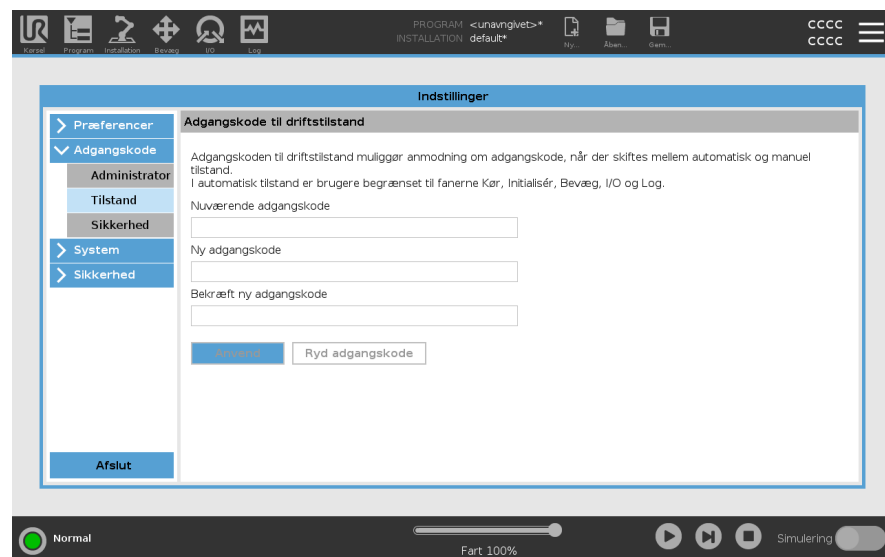 UR
PROGRAM <unavngivet>*
INSTALLATION default*
Kørsel Program Installation Bevæg I/O Log Ny... Åben... Gem...
CCCC
CCCC
Indstillinger
Præferencer
Adgangskode
Administrator
Tilstand
Sikkerhed
System
Sikkerhed
Afslut
Adgangskode til driftstilstand
Adgangskoden til driftstilstand muliggør anmodning om adgangskode, når der skiftes mellem automatisk og manuel
tilstand.
I automatisk tilstand er brugere begrænset til fanerne Kør, Initialisér, Bevæg, I/O og Log.
Nuværende adgangskode
Ny adgangskode
Bekræft ny adgangskode
Anvend Ryd adgangskode
Normal
Fart 100%
Simulering